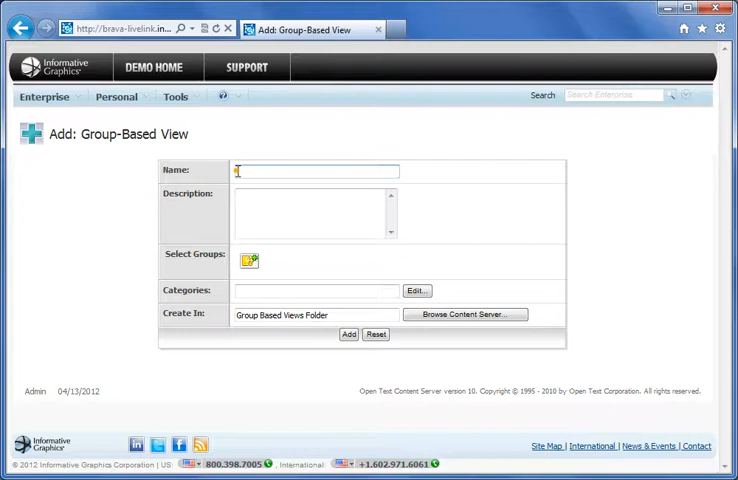 http://brava-livelink.in...
Add: Group-Based View
Informative Graphics
DEMO HOME
SUPPORT
Enterprise
Personal
Tools
Search
Search Enterprise
Add: Group-Based View
Name:
Description:
Select Groups:
Categories:
Edit...
Create In:
Group Based Views Folder
Browse Content Server...
Add
Reset
Admin
04/13/2012
Open Text Content Server version 10. Copyright © 1995 - 2010 by Open Text Corporation. All rights reserved.
Informative Graphics
Site Map | International | News & Events | Contact
© 2012 Informative Graphics Corporation | US: 800.398.7005 , International: +1.602.971.6061